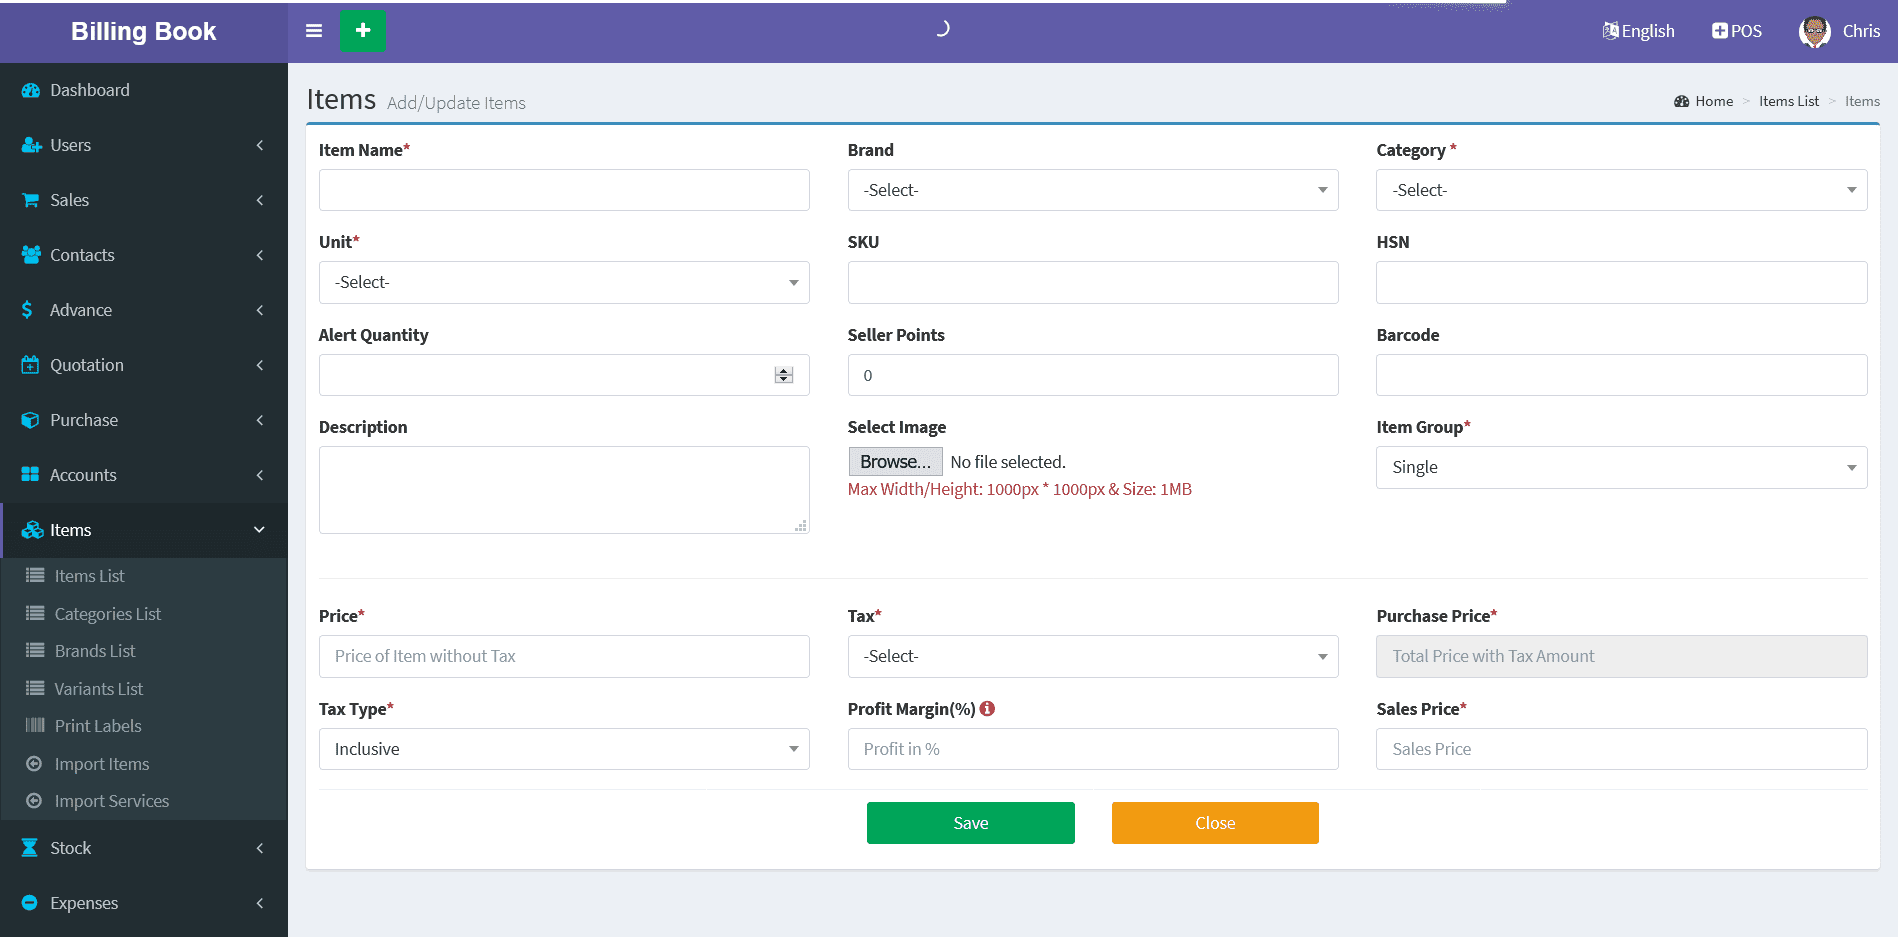 Billing Book
English
POS
Chris
Dashboard
Users
Sales
Contacts
Advance
Quotation
Purchase
Accounts
Items
Items List
Categories List
Brands List
Variants List
Print Labels
Import Items
Import Services
Stock
Expenses
Items Add/Update Items
Home > Items List > Items
Item Name* Brand Category *
-Select- -Select-
Unit* SKU HSN
-Select-
Alert Quantity Seller Points Barcode
0
Description Select Image Item Group*
Browse... No file selected. Single
Max Width/Height: 1000px * 1000px & Size: 1MB
Price* Tax* Purchase Price*
Price of Item without Tax -Select- Total Price with Tax Amount
Tax Type* Profit Margin(%) Sales Price*
Inclusive Profit in % Sales Price
Save Close